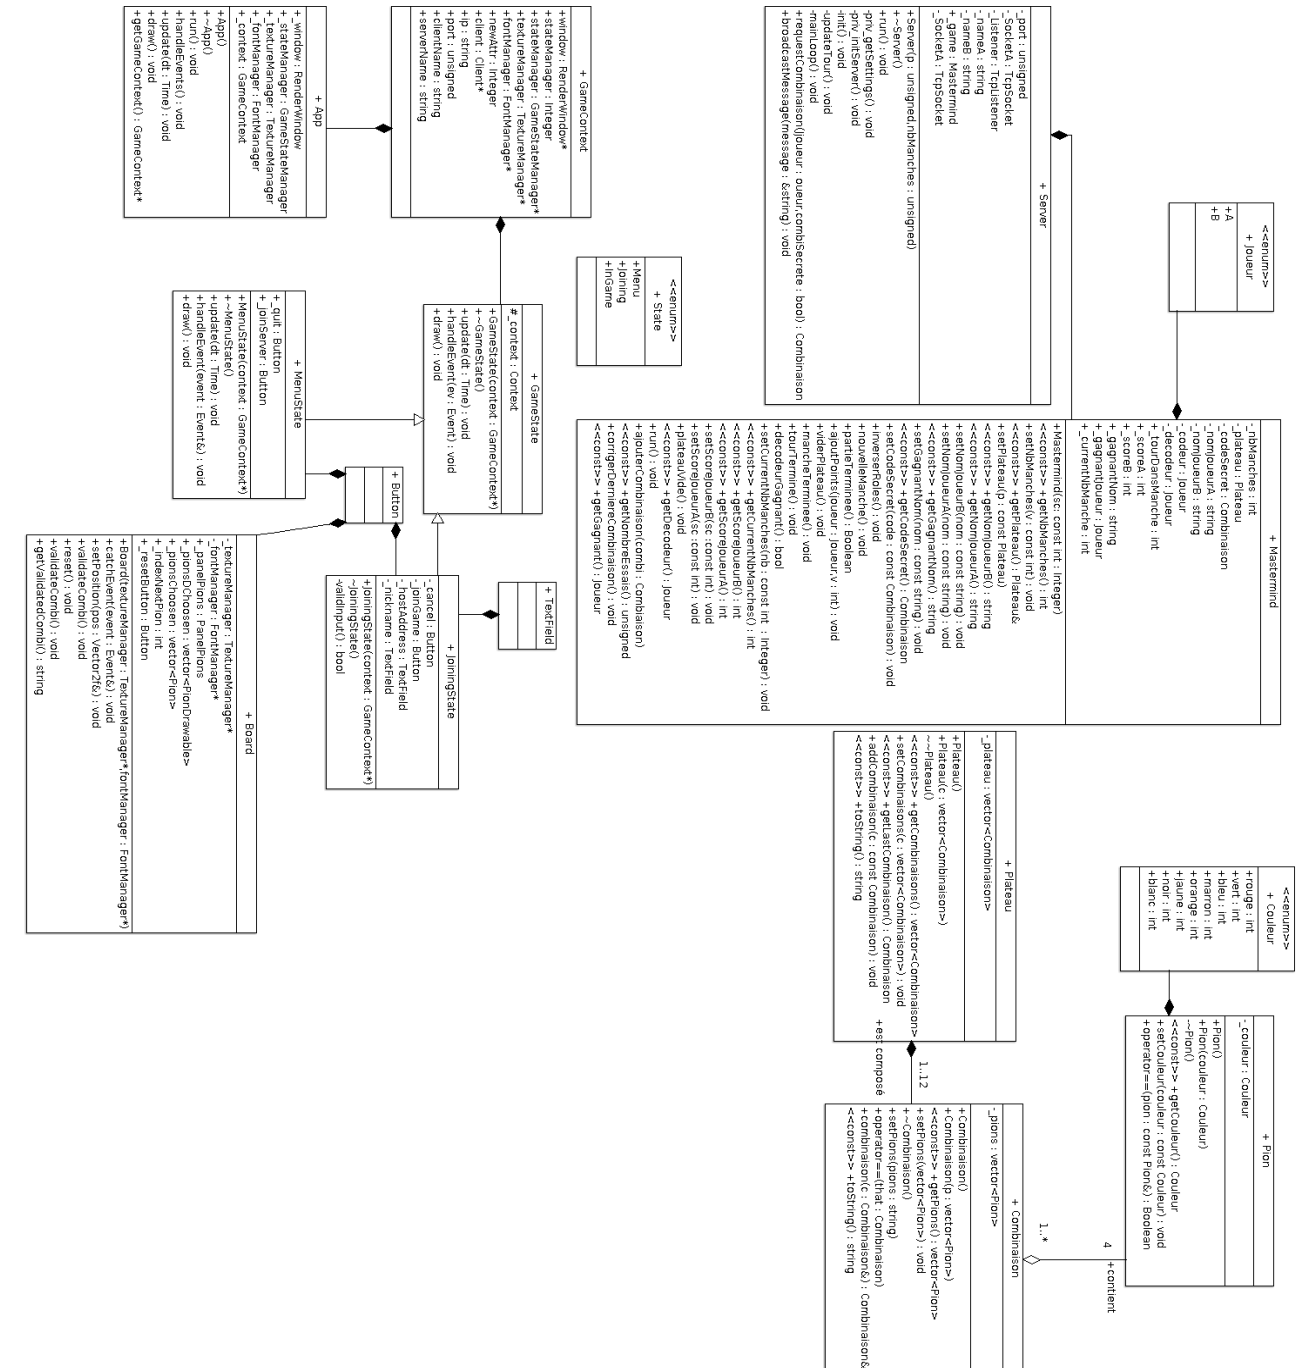 <<enum>>
+ Joueur
+A
+B
+ Server
-_port : unsigned
-_SocketA : TcpSocket
-_Listener : TcpListener
-_nameA : string
-_nameB : string
+_game : Mastermind
-_SocketA : TcpSocket
+Server(p : unsigned,nbManches : unsigned)
+~Server()
+run() : void
-priv_getSettings() : void
-priv_initServer() : void
-init() : void
-updateTour() : void
-mainLoop() : void
+requestCombinaison(Jjoueur : oueur,combiSecrete : bool) : Combinaison
+broadcastMessage(message : &string) : void
+ GameContext
+window : RenderWindow*
+stateManager : Integer
+stateManager : GameStateManager*
+textureManager : TextureManager*
+fontManager : FontManager*
+newAttr : Integer
+client : Client*
+ip : string
+port : unsigned
+clientName : string
+serverName : string
+ App
+_window : RenderWindow
+_stateManager : GameStateManager
+_textureManager : TextureManager
+_fontManager : FontManager
+_context : GameContext
+App()
+~App()
+run() : void
+handleEvents() : void
+update(dt : Time) : void
+draw() : void
+getGameContext() : GameContext*
<<enum>>
+ State
+Menu
+Joining
+InGame
+ GameState
#_context : Context
+GameState(context : GameContext*)
+~GameState()
+update(dt : Time) : void
+handleEvent(ev : Event) : void
+draw() : void
+ MenuState
+_quit : Button
+_joinServer : Button
+MenuState(context : GameContext*)
+~MenuState()
+update(dt : Time) : void
+handleEvent(event : Event&) : void
+draw() : void
+ Mastermind
-_nbManches : int
-_plateau : Plateau
-_codeSecret : Combinaison
-_nomJoueurA : string
-_nomJoueurB : string
-_codeur : Joueur
-_decodeur : Joueur
+_tourDansManche : int
-_scoreA : int
-_scoreB : int
+_gagnantNom : string
+_gagnantJoueur : Joueur
+_currentNbManche : int
+Mastermind(sc: const int : Integer)
<<const>> +getNbManches() : int
+setNbManches(v : const int) : void
<<const>> +getPlateau() : Plateau&
+setPlateau(p : const Plateau)
<<const>> +getNomJoueurB() : string
<<const>> +getNomJoueurA() : string
+setNomJoueurB(nom : const string) : void
+setNomJoueurA(nom : const string) : void
<<const>> +getGagnantNom() : string
+setGagnantNom(nom : const string) : void
<<const>> +getCodeSecret() : Combinaison
+setCodeSecret(code : const Combinaison) : void
+inverserRoles() : void
+nouvelleManche() : void
+partieTerminee() : Boolean
+ajoutPoints(joueur : Joueur,v : int) : void
+viderPlateau() : void
+mancheTerminee() : void
+tourTermine() : void
+decodeurGagnant() : bool
+setCurrentNbManches(nb : const int : Integer) : void
<<const>> +getCurrentNbManches() : int
<<const>> +getScoreJoueurB() : int
<<const>> +getScoreJoueurA() : int
+setScoreJoueurB(sc : const int) : void
+setScoreJoueurA(sc : const int) : void
+plateauVide() : void
<<const>> +getDecodeur() : Joueur
+run() : void
+ajouterCombinaison(combi : Combiaison)
<<const>> +getNombreEssais() : unsigned
+corrigerDerniereCombinaison() : void
<<const>> +getGagnant() : Joueur
+ Button
+ TextField
+ JoiningState
-_cancel : Button
-_joinGame : Button
-_hostAddress : TextField
-_nickname : TextField
+JoiningState(context : GameContext*)
~JoiningState()
-validInput() : bool
+ Board
-_textureManager : TextureManager*
-_fontManager : FontManager*
+_panelPions : PanelPions
+_pionsDChoosen : vector<PionDrawable>
+_pionsChoosen : vector<Pion>
+_indexNextPion : int
+_resetButton : Button
+Board(textureManager : TextureManager*,fontManager : FontManager*)
+catchEvent(event : Event&) : void
+setPosition(pos : Vector2f&) : void
+validateCombi() : void
+reset() : void
+validateCombi() : void
+getValidatedCombi() : string
+ Plateau
-_plateau : vector<Combinaison>
+Plateau()
+Plateau(c : vector<Combinaison>)
~~Plateau()
<<const>> +getCombinaisons() : vector<Combinaison>
+setCombinaisons(c : vector<Combinaison>) : void
<<const>> +getLastCombinaison() : Combinaison
+addCombinaison(c : const Combinaison) : void
<<const>> +toString() : string
<<enum>>
+ Couleur
+rouge : int
+vert : int
+bleu : int
+marron : int
+orange : int
+jaune : int
+noir : int
+blanc : int
+ Pion
-_couleur : Couleur
+Pion()
+Pion(couleur : Couleur)
-~Pion()
<<const>> +getCouleur() : Couleur
+setCouleur(couleur : const Couleur) : void
+operator==(pion : const Pion&) : Boolean
+est composé
1..12
1..*
4
+contient
+ Combinaison
-_pions : vector<Pion>
+Combinaison()
+Combinaison(p : vector<Pion>)
<<const>> +getPions() : vector<Pion>
+setPions(vector<Pion>) : void
+~Combinaison()
+setPions(pions : string)
+operator==(that : Combinaison)
+combinaison(c : Combinaison&) : Combinaison&
<<const>> +toString() : string